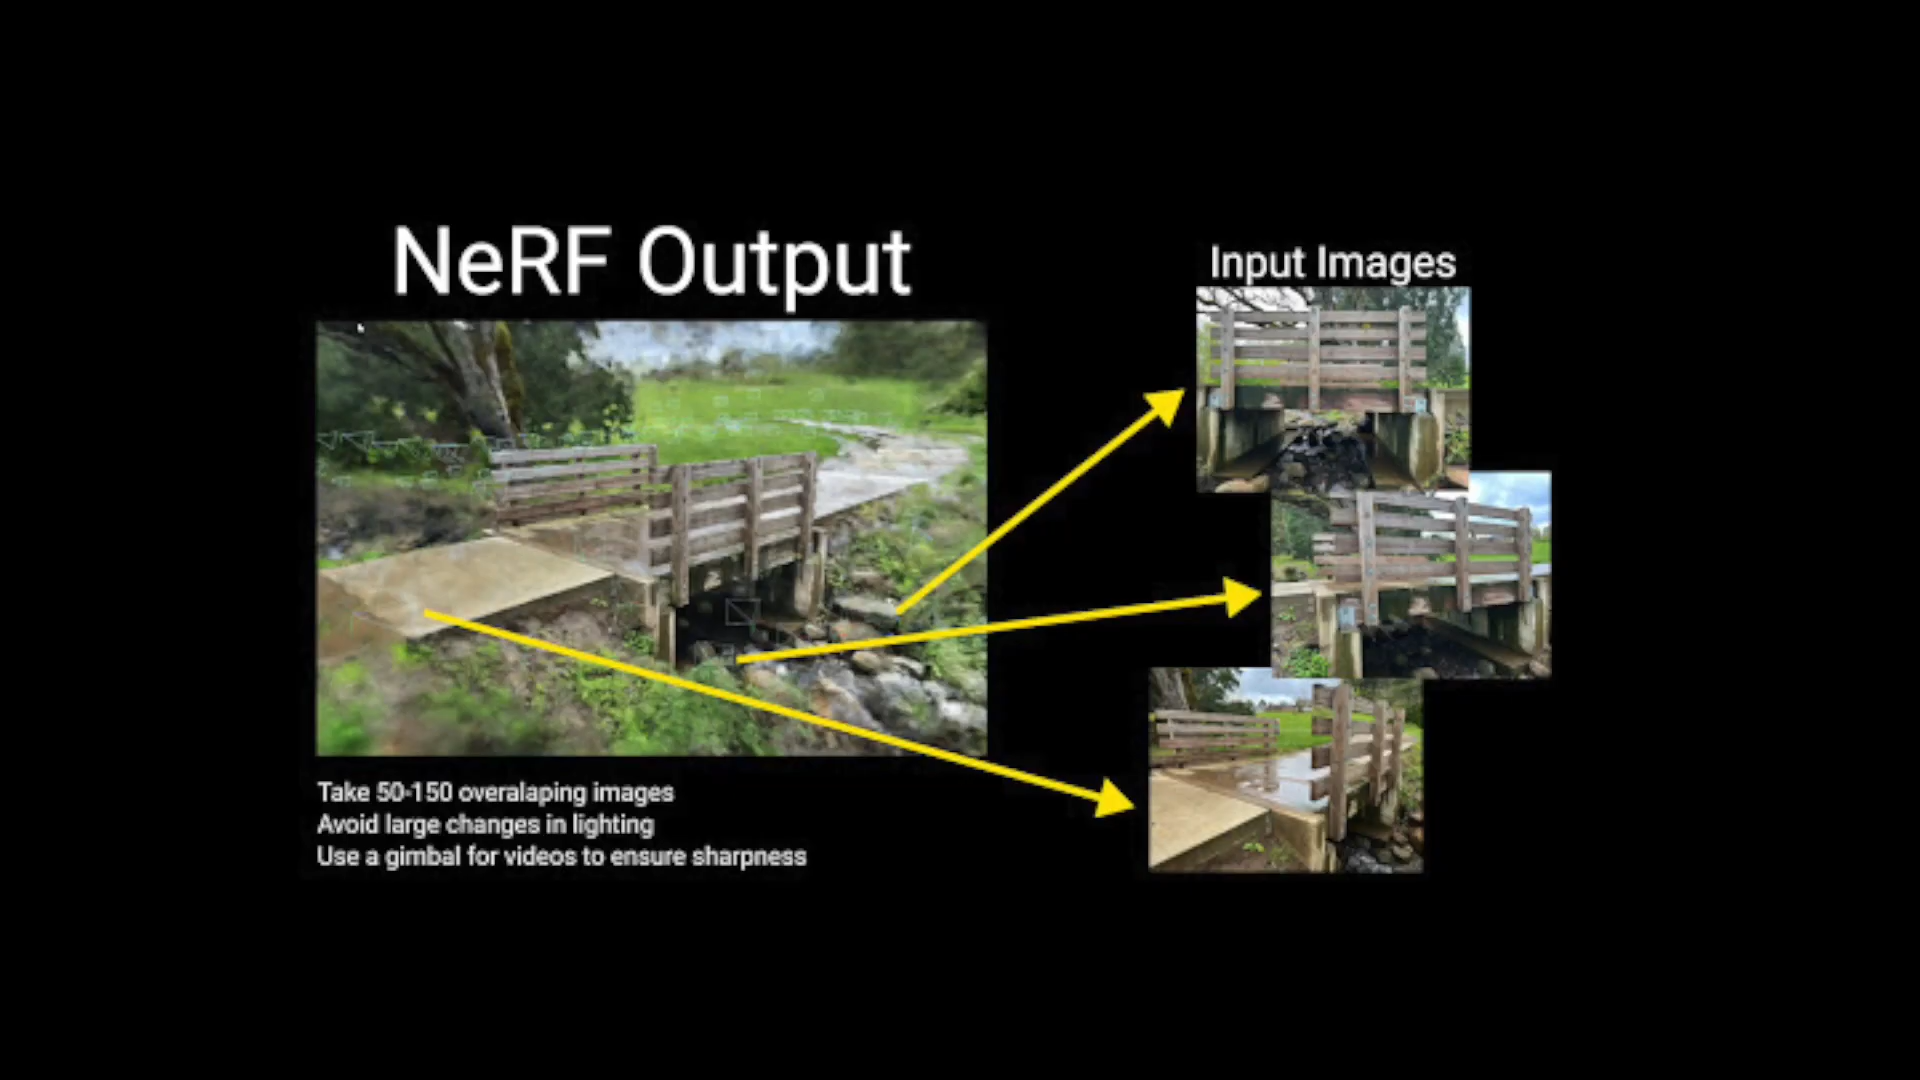 NeRF Output
Input Images
Take 50-150 overalaping images
Avoid large changes in lighting
Use a gimbal for videos to ensure sharpness